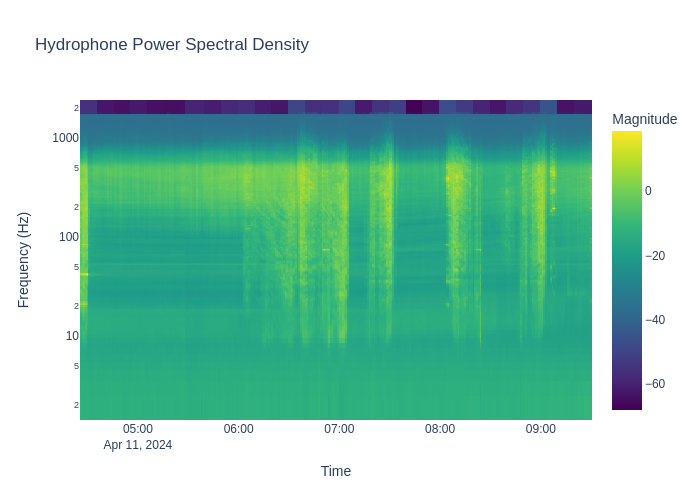 Hydrophone Power Spectral Density
Magnitude
0
−20
−40
−60
2
1000
5
2
100
5
2
10
5
2
Frequency (Hz)
05:00 06:00 07:00 08:00 09:00
Apr 11, 2024
Time